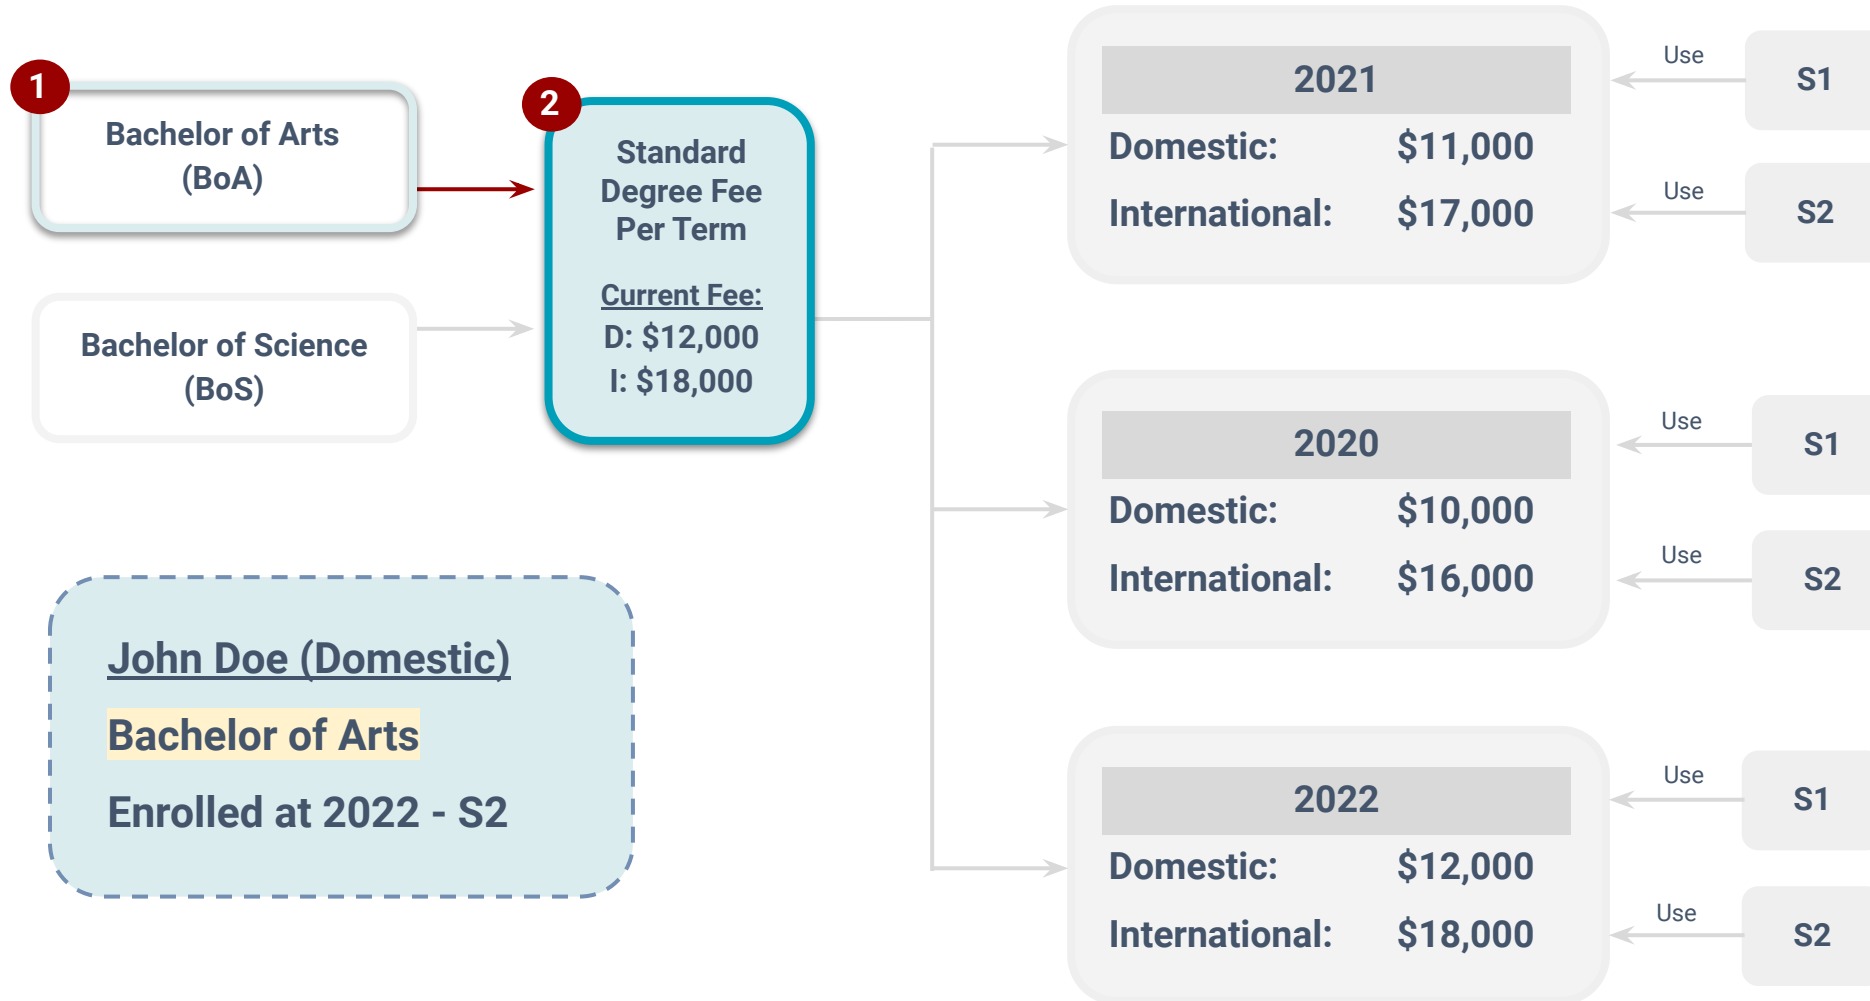 1
Bachelor of Arts
(BoA)
Bachelor of Science
(BoS)
2
Standard
Degree Fee
Per Term
Current Fee:
D: $12,000
I: $18,000
2021
Domestic: $11,000
International: $17,000
Use
S1
Use
S2
2020
Domestic: $10,000
International: $16,000
Use
S1
Use
S2
2022
Domestic: $12,000
International: $18,000
Use
S1
Use
S2
John Doe (Domestic)
Bachelor of Arts
Enrolled at 2022 - S2